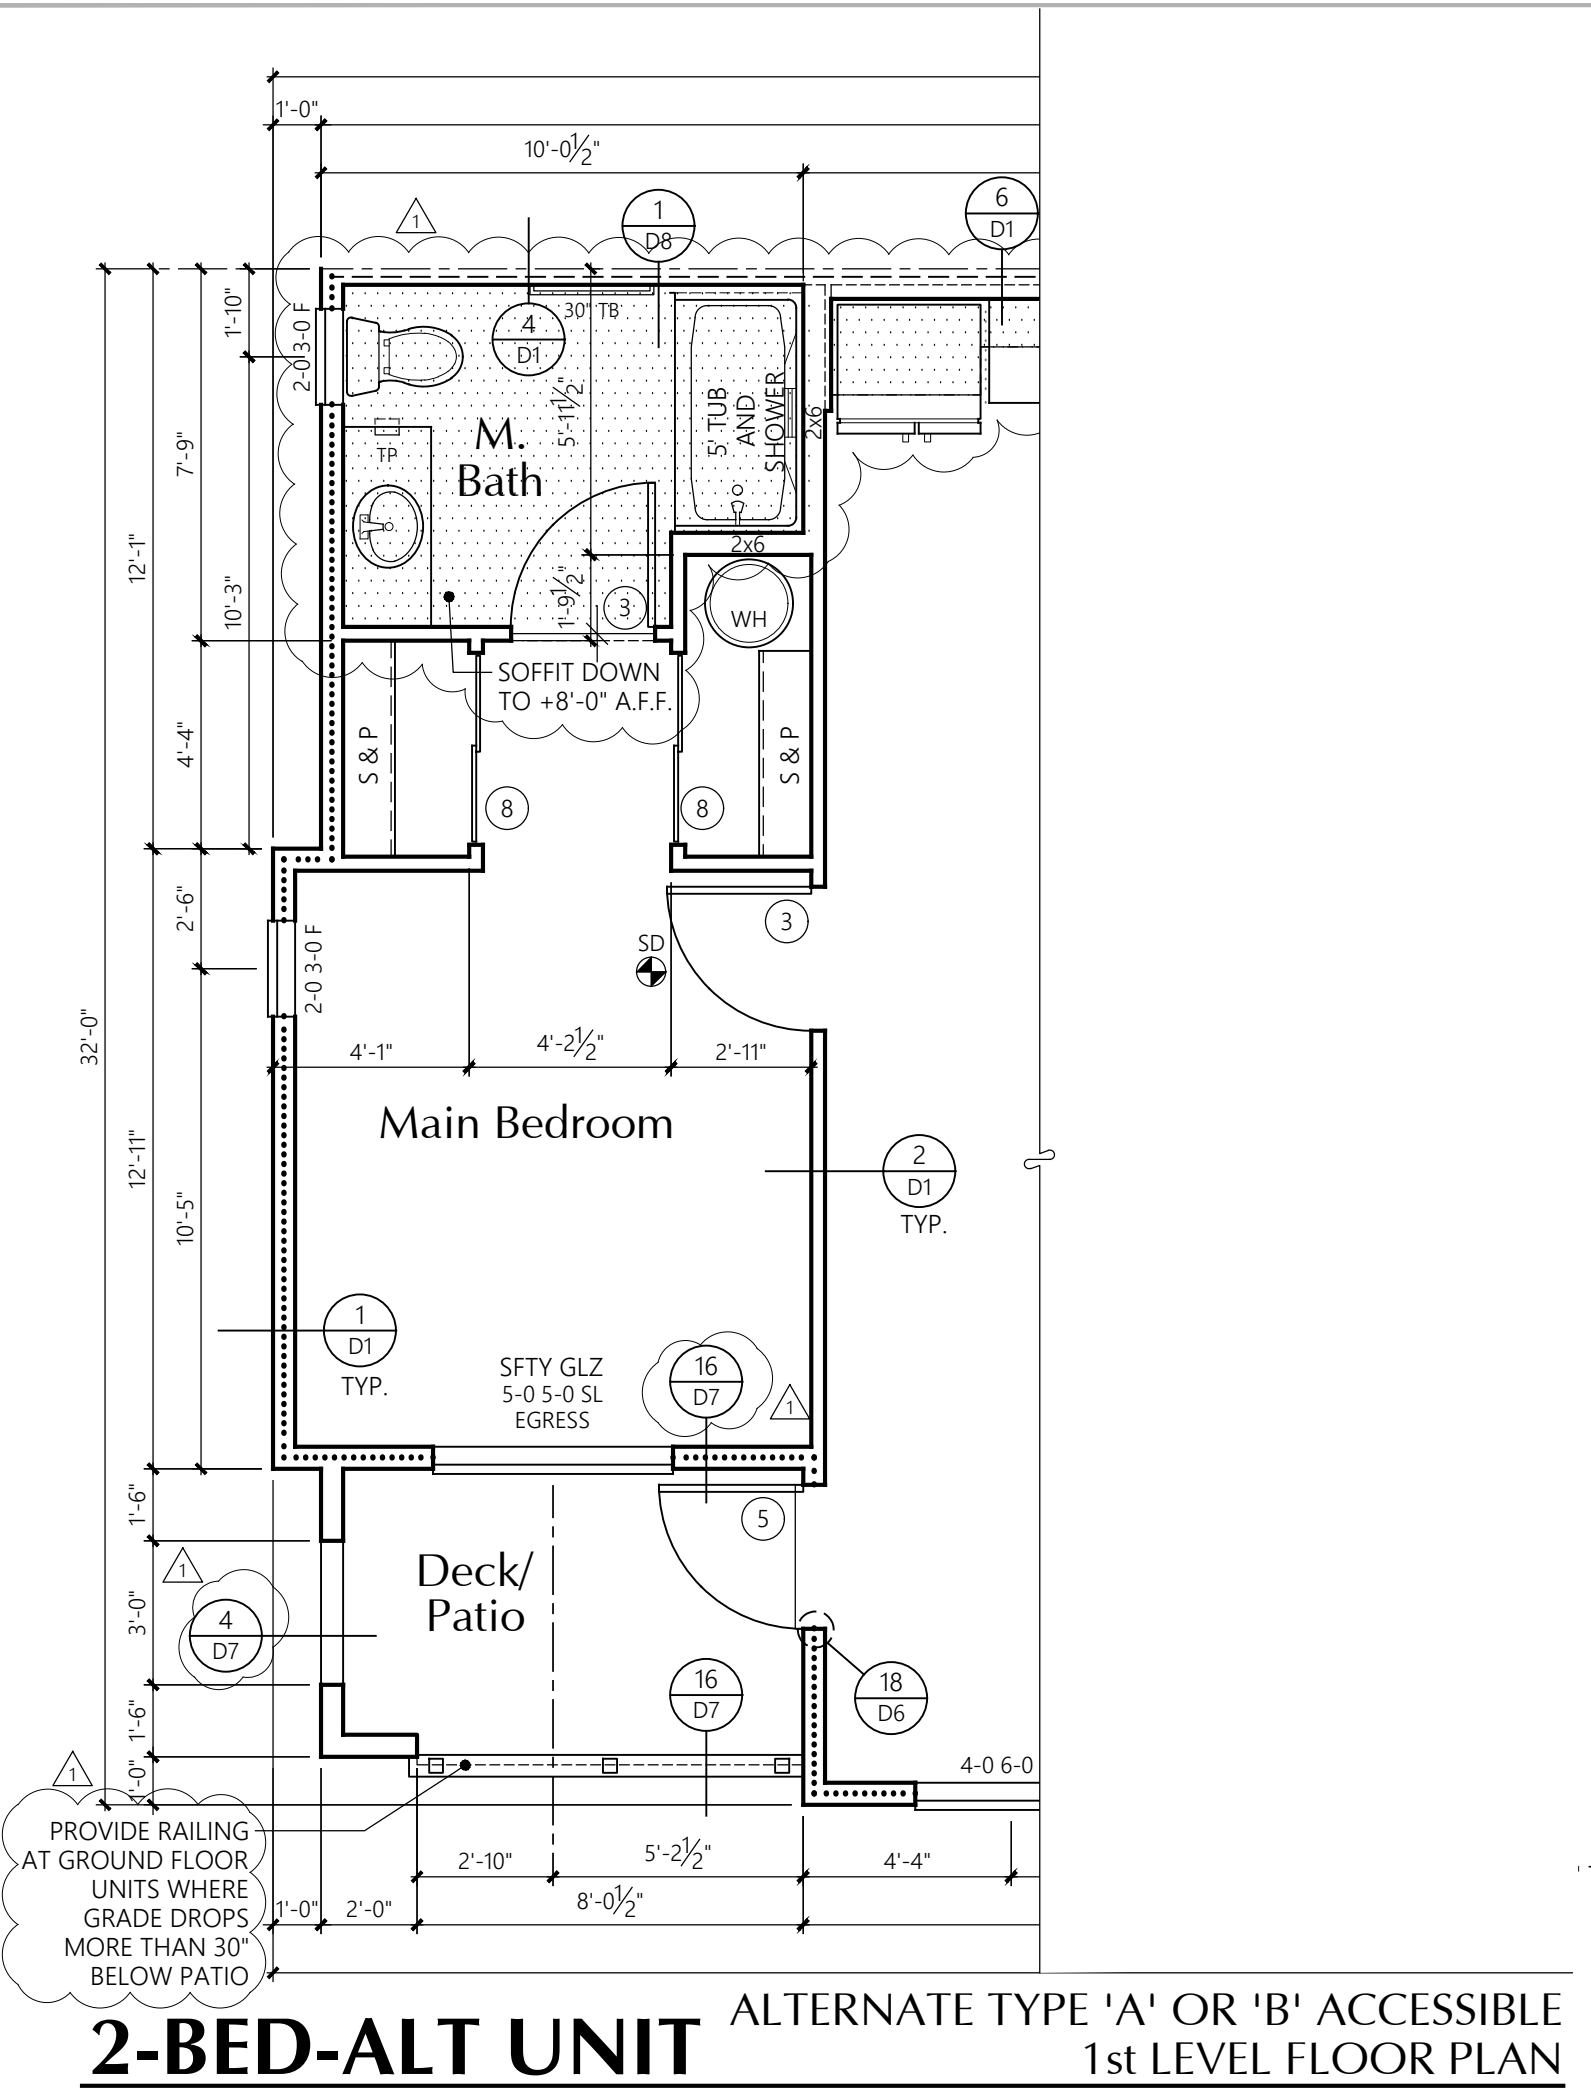 1'-0"
10'-0½"
1
1
D8
6
D1
1'-10"
2-0 3-0 F
4
D1
30" TB
5'-11½"
5' TUB
AND
SHOWER
2x6
7'-9"
M.
Bath
TP
12'-1"
10'-3"
2x6
1'-9½"
3
WH
SOFFIT DOWN
TO +8'-0" A.F.F.
4'-4"
S & P
S & P
8
8
2'-6"
2-0 3-0 F
3
SD
32'-0"
4'-1"
4'-2½"
2'-11"
Main Bedroom
12'-11"
10'-5"
2
D1
TYP.
1
D1
TYP.
SFTY GLZ
5-0 5-0 SL
EGRESS
16
D7
1
1'-6"
5
Deck/
Patio
1
3'-0"
4
D7
16
D7
18
D6
1'-6"
1
1'-0"
4-0 6-0
PROVIDE RAILING
AT GROUND FLOOR
UNITS WHERE
GRADE DROPS
MORE THAN 30"
BELOW PATIO
2'-10"
5'-2½"
4'-4"
1'-0"
2'-0"
8'-0½"
2-BED-ALT UNIT
ALTERNATE TYPE 'A' OR 'B' ACCESSIBLE
1st LEVEL FLOOR PLAN